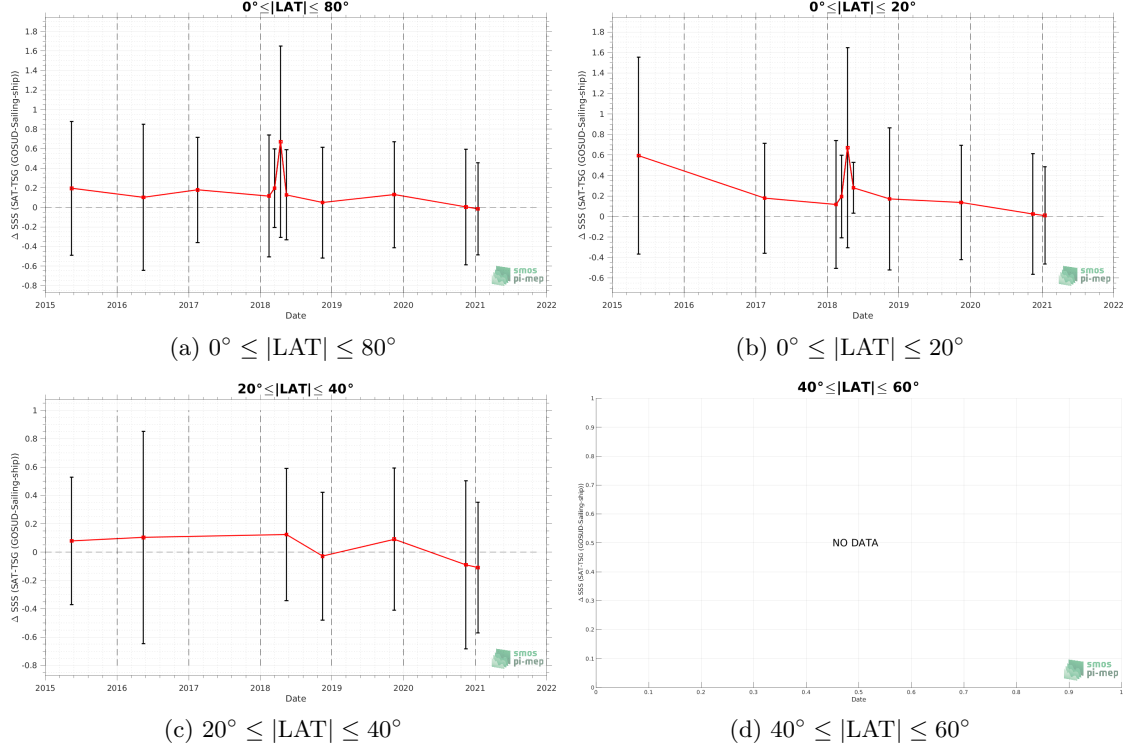 0°≤|LAT|≤ 80°
1.8
1.6
1.4
1.2
1
0.8
0.6
0.4
0.2
0
-0.2
-0.4
-0.6
-0.8
Δ SSS (SAT-TSG (GOSUD-Sailing-ship))
2015 2016 2017 2018 2019 2020 2021 2022
Date
smos
pi-mep
(a) 0° ≤ |LAT| ≤ 80°
0°≤|LAT|≤ 20°
1.8
1.6
1.4
1.2
1
0.8
0.6
0.4
0.2
0
-0.2
-0.4
-0.6
Δ SSS (SAT-TSG (GOSUD-Sailing-ship))
2015 2016 2017 2018 2019 2020 2021 2022
Date
smos
pi-mep
(b) 0° ≤ |LAT| ≤ 20°
20°≤|LAT|≤ 40°
1
0.8
0.6
0.4
0.2
0
-0.2
-0.4
-0.6
-0.8
Δ SSS (SAT-TSG (GOSUD-Sailing-ship))
2015 2016 2017 2018 2019 2020 2021 2022
Date
smos
pi-mep
(c) 20° ≤ |LAT| ≤ 40°
40°≤|LAT|≤ 60°
1
0.9
0.8
0.7
0.6
0.5
0.4
0.3
0.2
0.1
0
Δ SSS (SAT-TSG (GOSUD-Sailing-ship))
NO DATA
0 0.1 0.2 0.3 0.4 0.5 0.6 0.7 0.8 0.9 1
Date
smos
pi-mep
(d) 40° ≤ |LAT| ≤ 60°